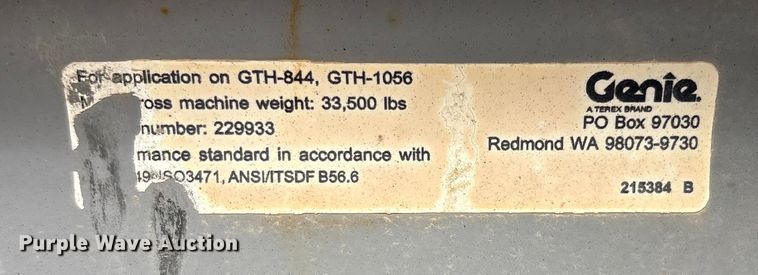 For application on GTH-844, GTH-1056
ross machine weight: 33,500 lbs
number: 229933
mance standard in accordance with
ISO3471, ANSI/ITSDF B56.6
Genie
A TEREX BRAND
PO Box 97030
Redmond WA 98073-9730
215384 B
Purple Wave Auction